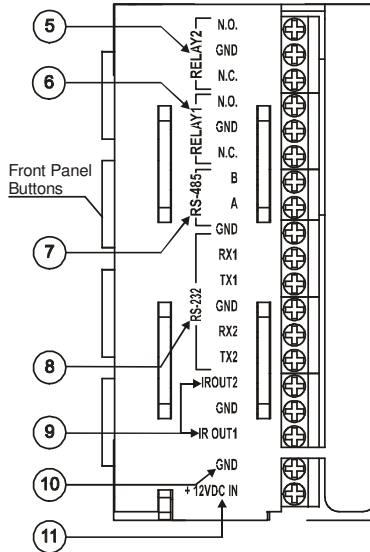 5
N.O.
RELAY2
GND
N.C.
6
N.O.
RELAY1
GND
N.C.
Front Panel
Buttons
RS-485
B
A
7
GND
RX1
TX1
RS-232
GND
RX2
8
TX2
IROUT2
GND
9
IR OUT1
GND
10
+ 12VDC IN
11